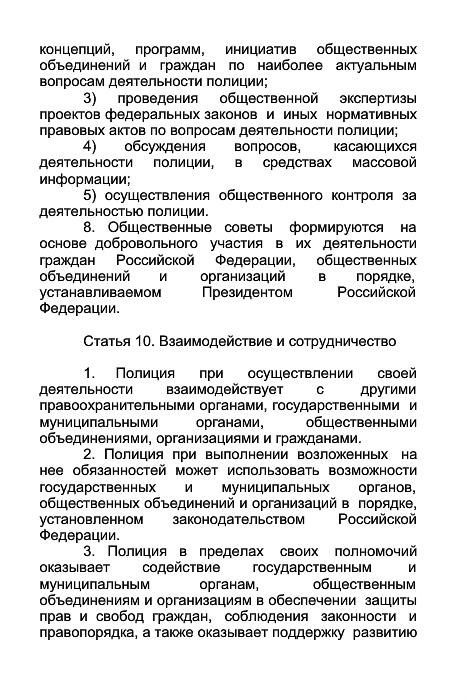 концепций, программ, инициатив общественных
объединений и граждан по наиболее актуальным
вопросам деятельности полиции;
3) проведения общественной экспертизы
проектов федеральных законов и иных нормативных
правовых актов по вопросам деятельности полиции;
4) обсуждения вопросов, касающихся
деятельности полиции, в средствах массовой
информации;
5) осуществления общественного контроля за
деятельностью полиции.
8. Общественные советы формируются на
основе добровольного участия в их деятельности
граждан Российской Федерации, общественных
объединений и организаций в порядке,
устанавливаемом Президентом Российской
Федерации.
Статья 10. Взаимодействие и сотрудничество
1. Полиция при осуществлении своей
деятельности взаимодействует с другими
правоохранительными органами, государственными и
муниципальными органами, общественными
объединениями, организациями и гражданами.
2. Полиция при выполнении возложенных на
нее обязанностей может использовать возможности
государственных и муниципальных органов,
общественных объединений и организаций в порядке,
установленном законодательством Российской
Федерации.
3. Полиция в пределах своих полномочий
оказывает содействие государственным и
муниципальным органам, общественным
объединениям и организациям в обеспечении защиты
прав и свобод граждан, соблюдения законности и
правопорядка, а также оказывает поддержку развитию